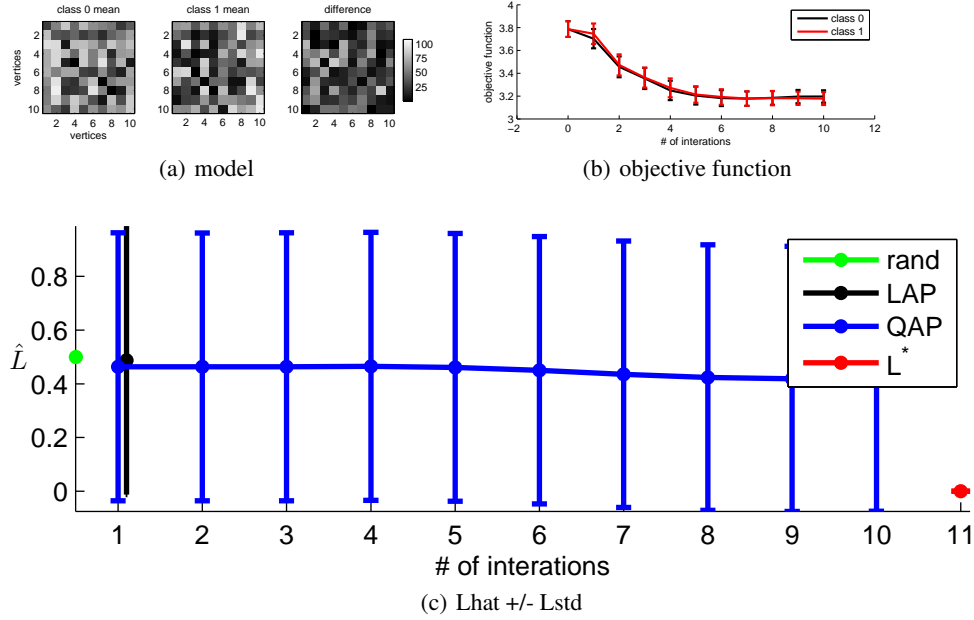 class 0 mean
class 1 mean
difference
vertices
2
4
6
8
10
2 4 6 8 10
vertices
2 4 6 8 10
2 4 6 8 10
100
75
50
25
(a) model
objective function
4
3.8
3.6
3.4
3.2
3
−2 0 2 4 6 8 10 12
# of interations
class 0
class 1
(b) objective function
L̂
0.8
0.6
0.4
0.2
0
1 2 3 4 5 6 7 8 9 10 11
# of interations
rand
LAP
QAP
L*
(c) Lhat +/- Lstd